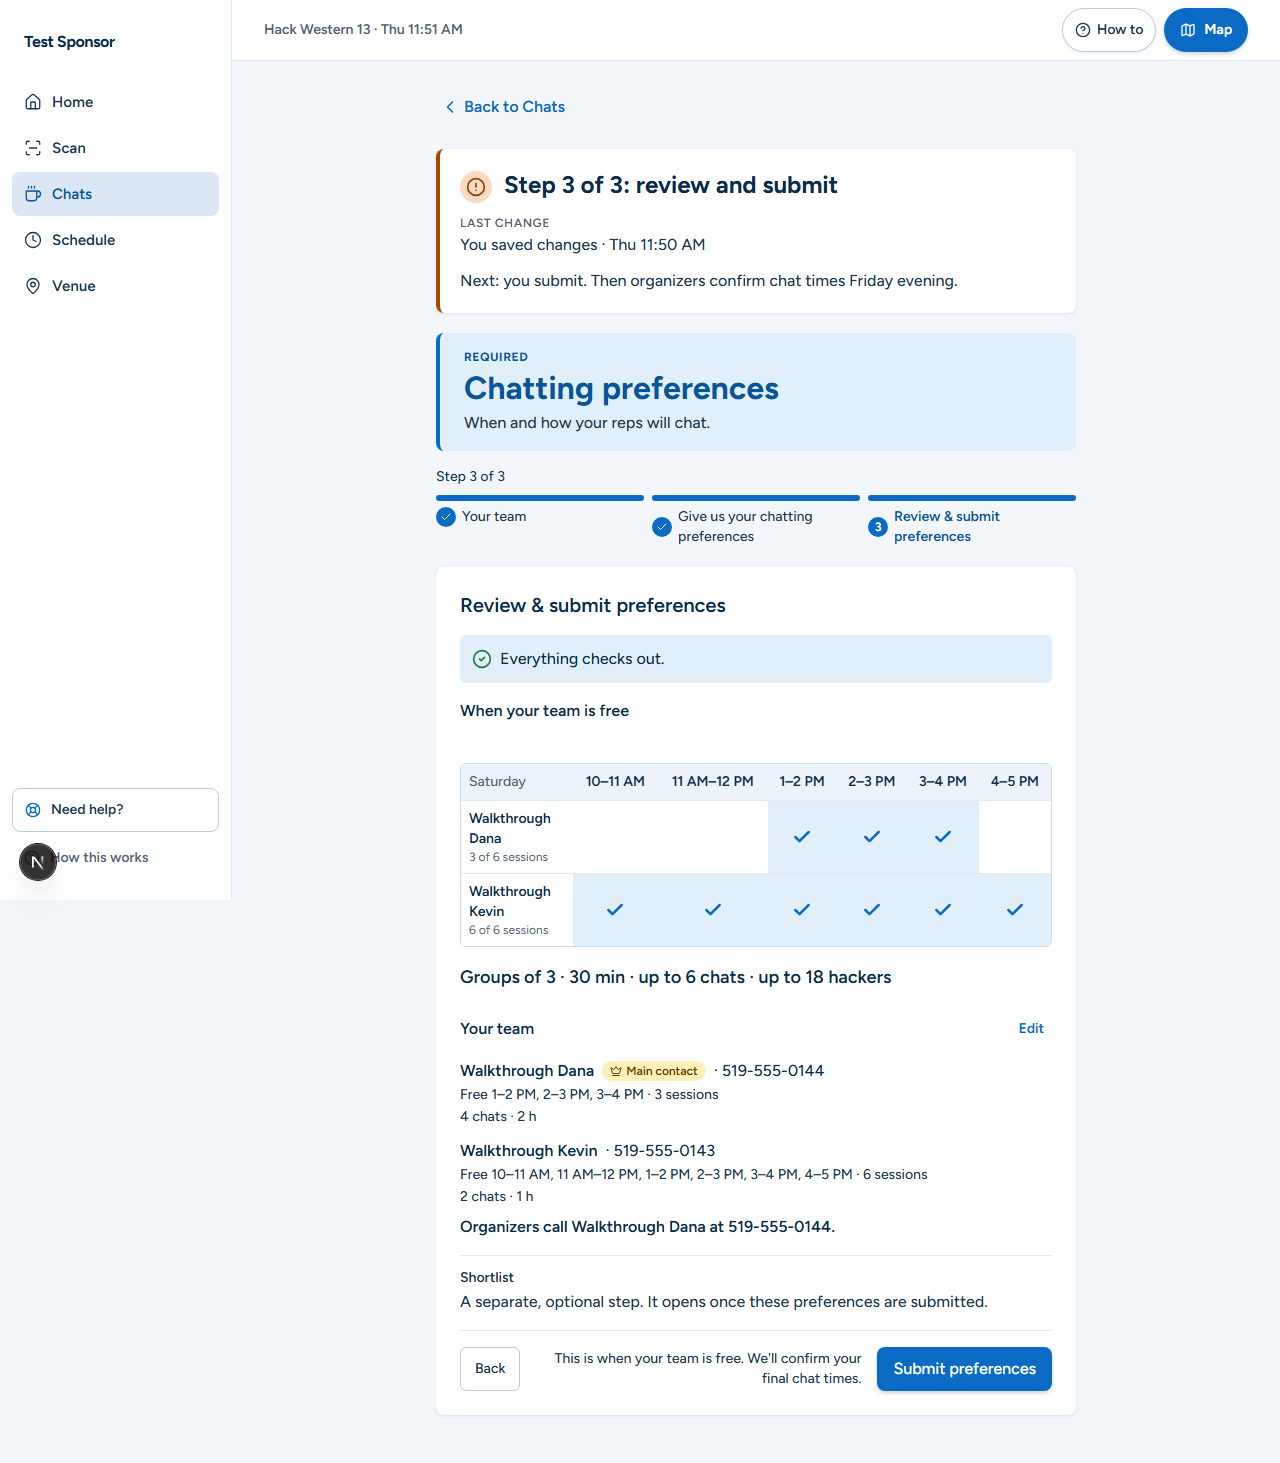 Test Sponsor
Hack Western 13 · Thu 11:51 AM
How to
Map
Home
Scan
Chats
Schedule
Venue
Need help?
How this works
Back to Chats
Step 3 of 3: review and submit
LAST CHANGE
You saved changes · Thu 11:50 AM
Next: you submit. Then organizers confirm chat times Friday evening.
REQUIRED
Chatting preferences
When and how your reps will chat.
Step 3 of 3
Your team
Give us your chatting
preferences
3
Review & submit
preferences
Review & submit preferences
Everything checks out.
When your team is free
Saturday 10–11 AM 11 AM–12 PM 1–2 PM 2–3 PM 3–4 PM 4–5 PM
Walkthrough
Dana
3 of 6 sessions
Walkthrough
Kevin
6 of 6 sessions
Groups of 3 · 30 min · up to 6 chats · up to 18 hackers
Your team
Edit
Walkthrough Dana Main contact · 519-555-0144
Free 1–2 PM, 2–3 PM, 3–4 PM · 3 sessions
4 chats · 2 h
Walkthrough Kevin · 519-555-0143
Free 10–11 AM, 11 AM–12 PM, 1–2 PM, 2–3 PM, 3–4 PM, 4–5 PM · 6 sessions
2 chats · 1 h
Organizers call Walkthrough Dana at 519-555-0144.
Shortlist
A separate, optional step. It opens once these preferences are submitted.
Back
This is when your team is free. We'll confirm your
final chat times.
Submit preferences